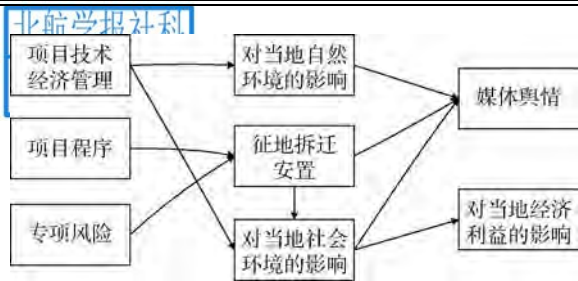 北航学报社科
项目技术
经济管理
对当地自然
环境的影响
媒体舆情
项目程序
征地拆迁
安置
专项风险
对当地社会
环境的影响
对当地经济
利益的影响